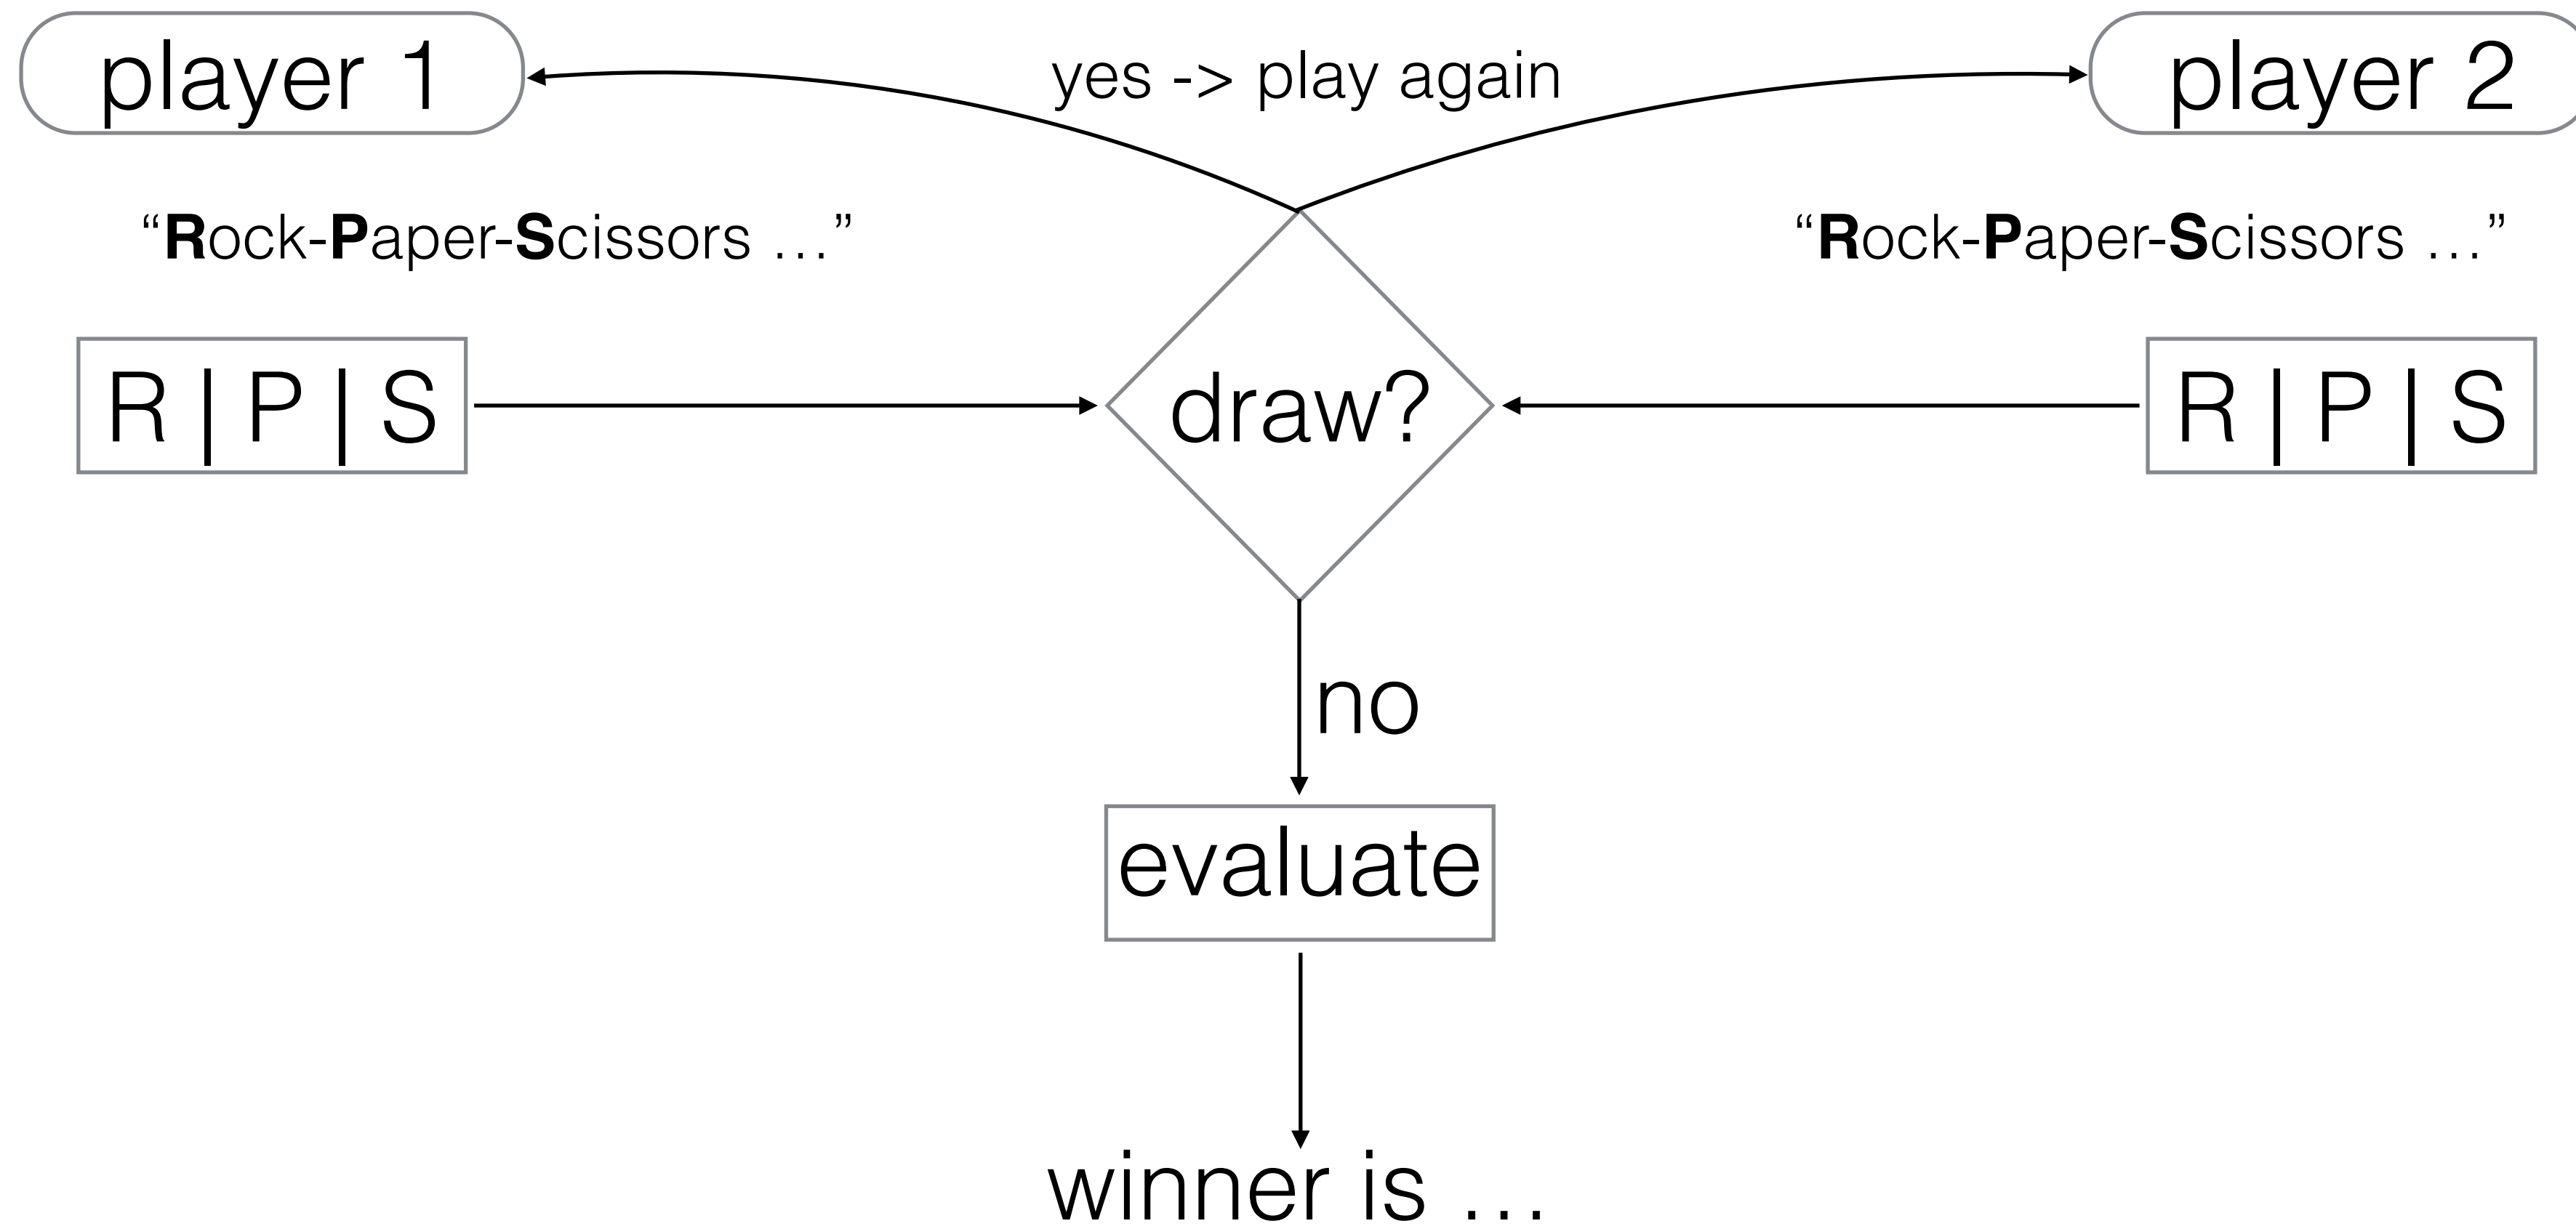 player 1
yes -> play again
player 2
“Rock-Paper-Scissors …”
“Rock-Paper-Scissors …”
R | P | S
draw?
R | P | S
no
evaluate
winner is …